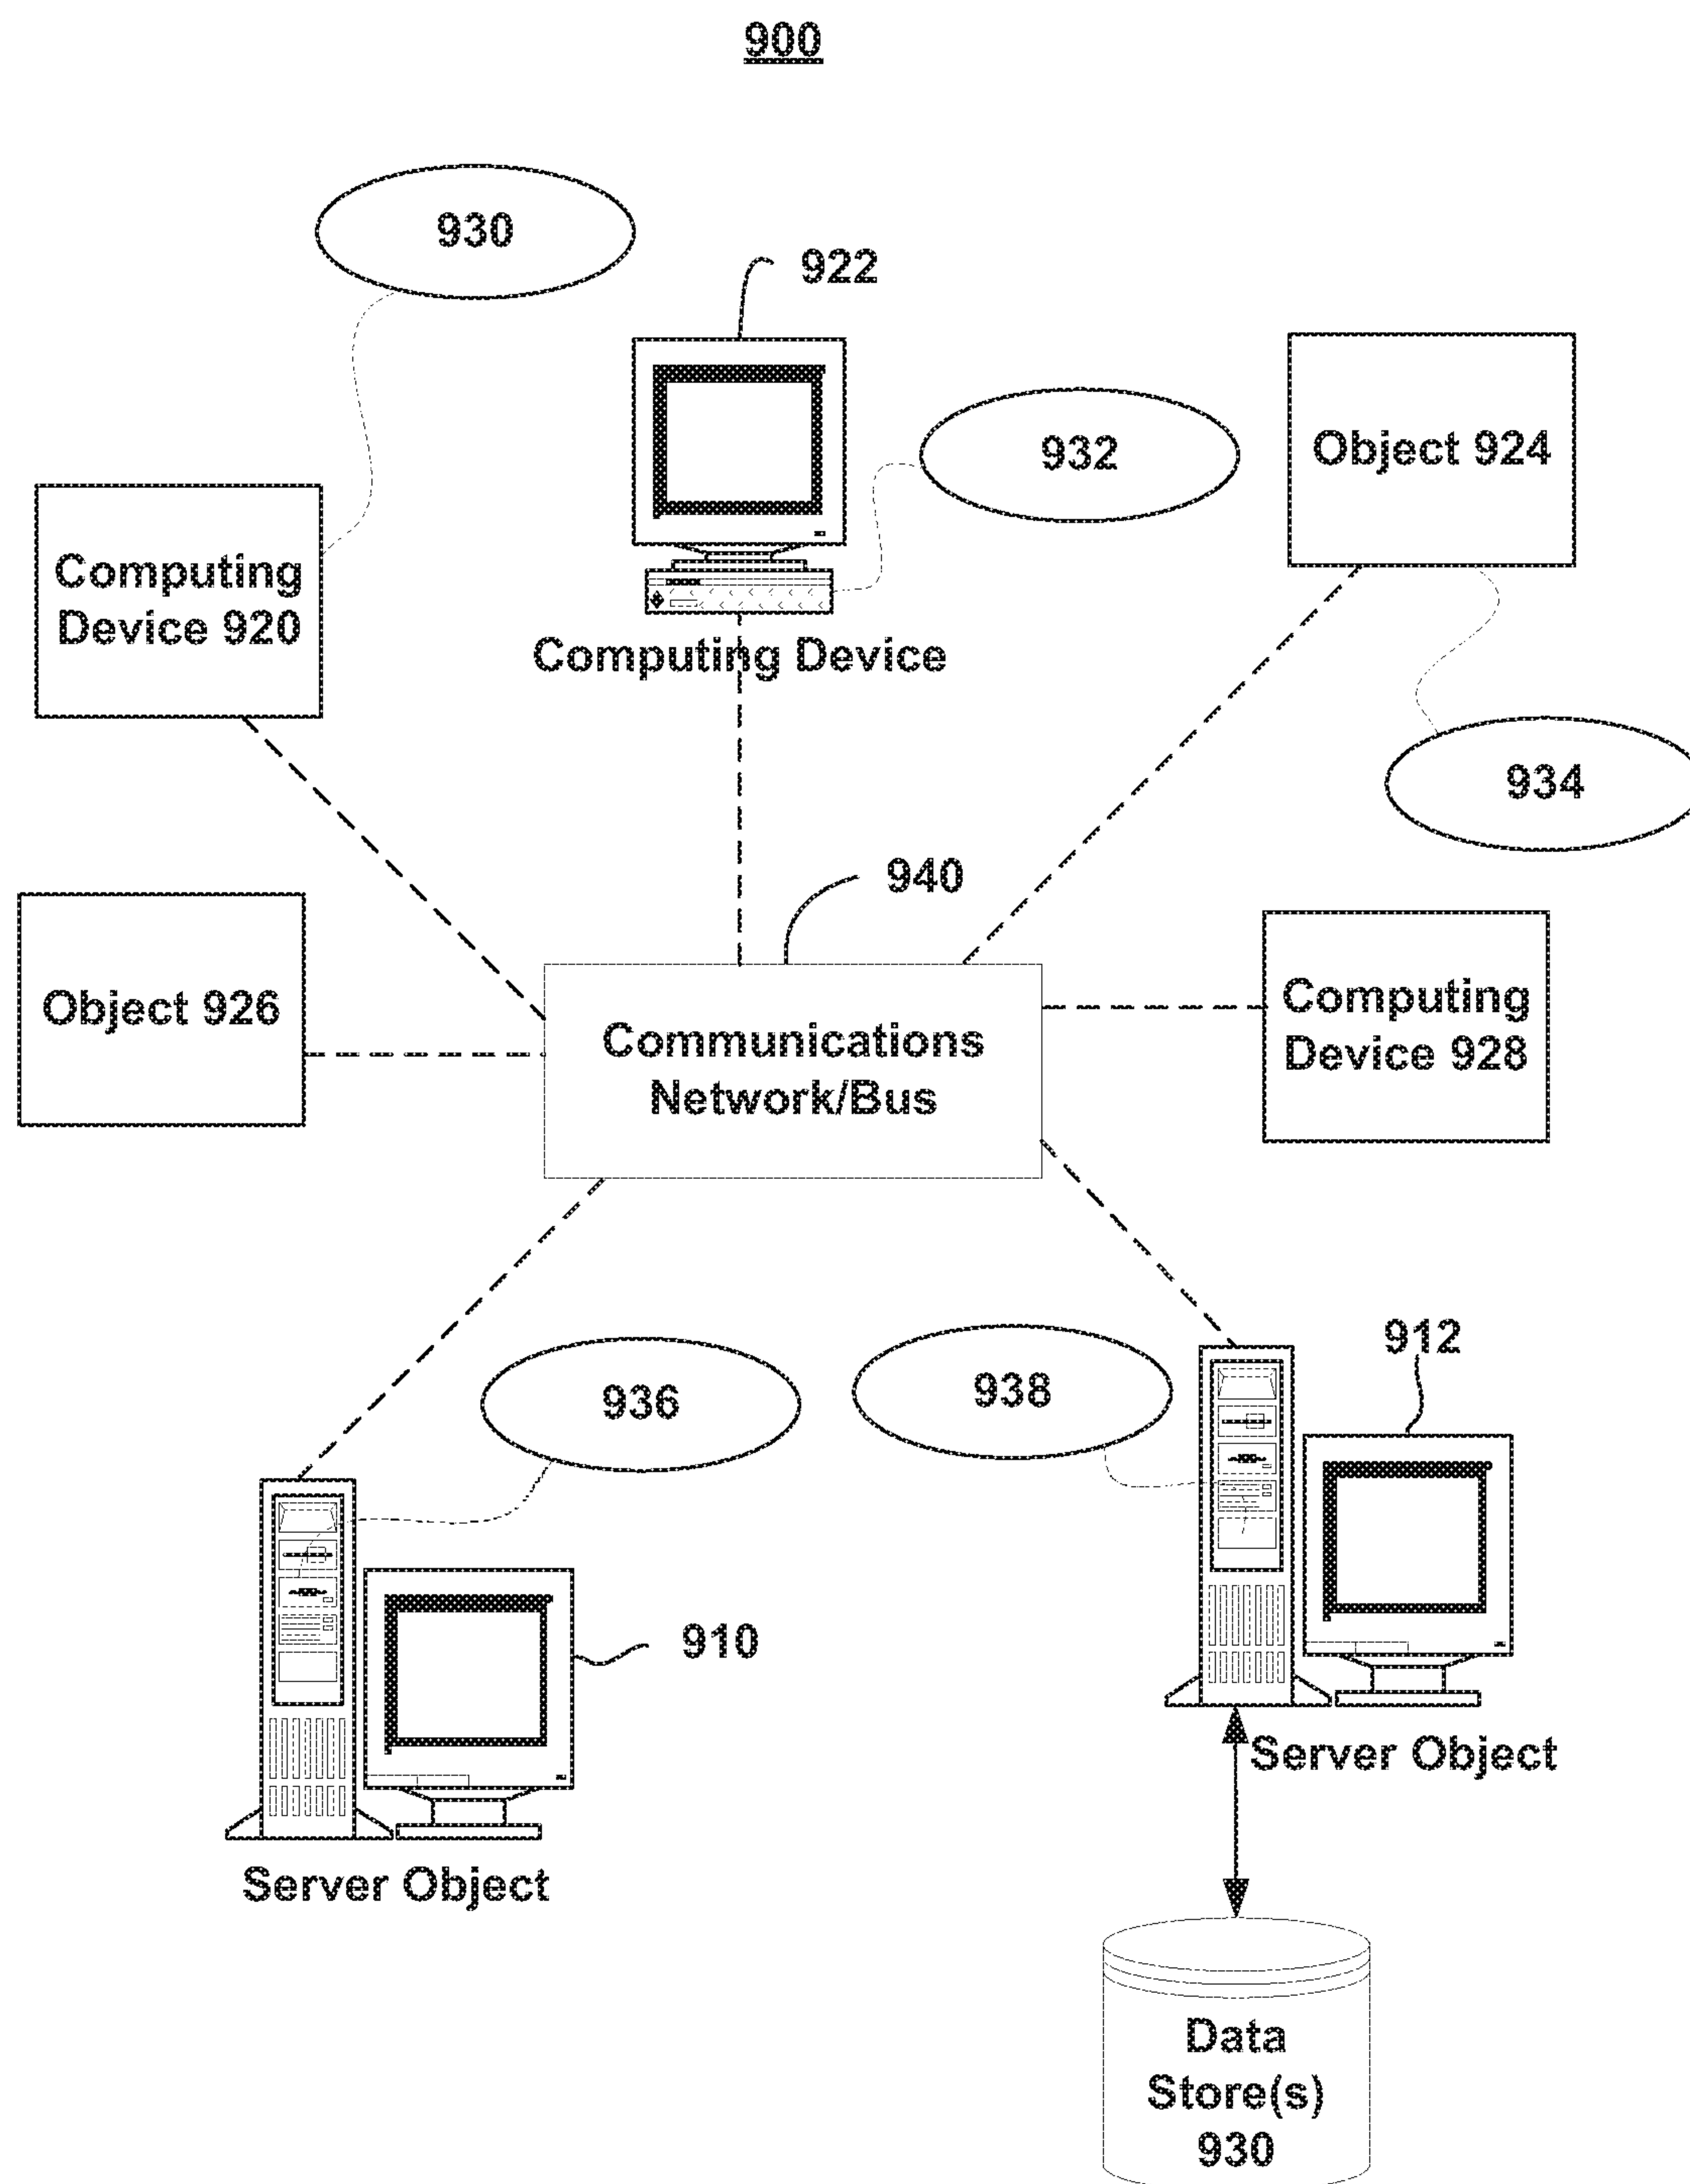 900
930
922
932
Object 924
Computing
Device 920
Computing Device
934
940
Object 926
Communications
Network/Bus
Computing
Device 928
936
938
912
910
Server Object
Server Object
Data
Store(s)
930